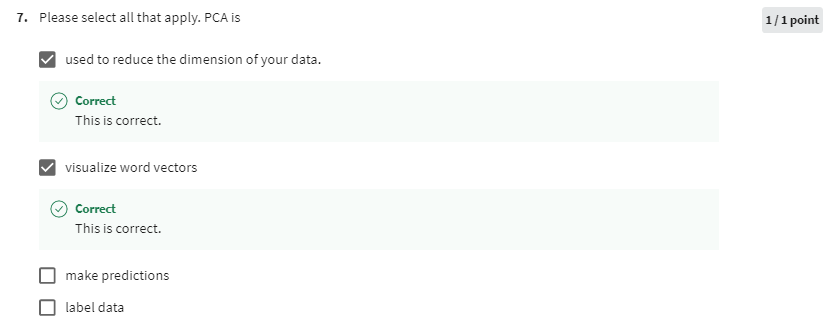 7. Please select all that apply. PCA is
1 / 1 point
used to reduce the dimension of your data.
Correct
This is correct.
visualize word vectors
Correct
This is correct.
make predictions
label data